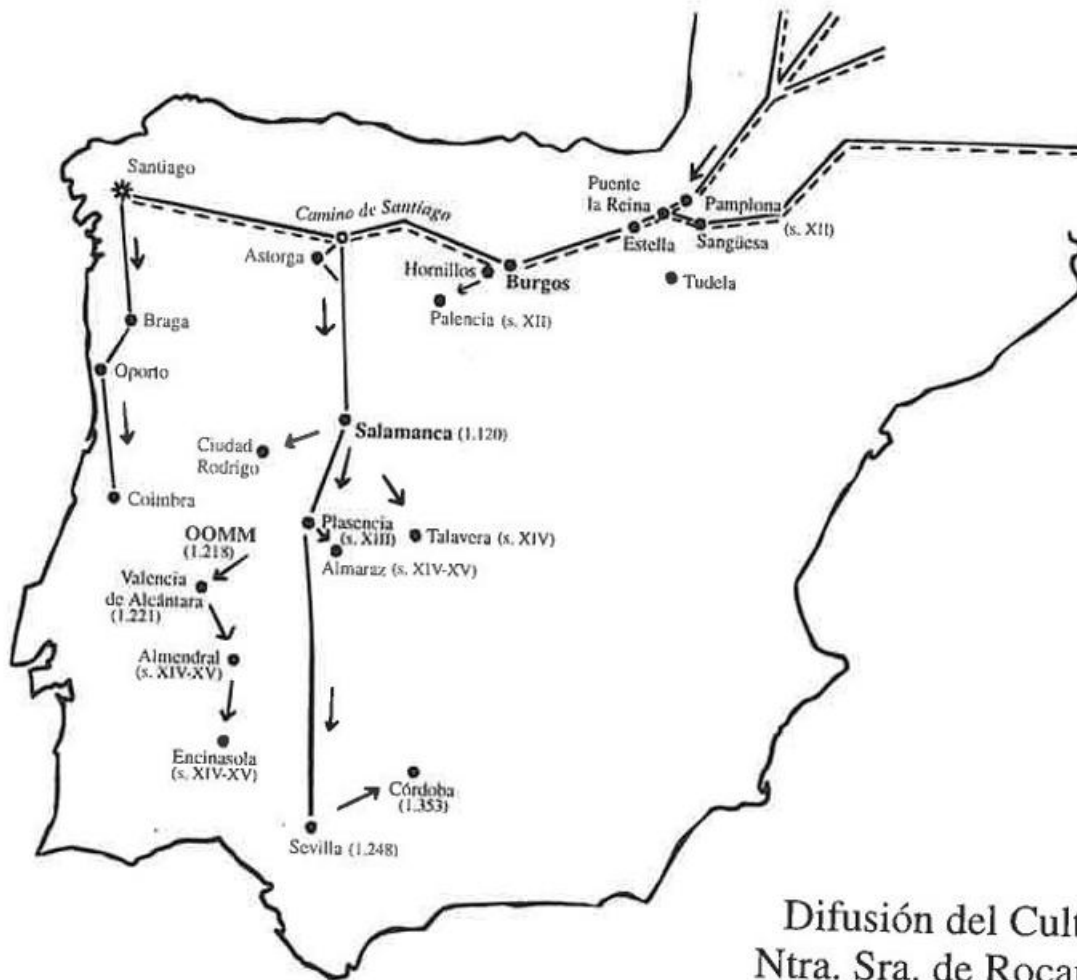 Santiago
Camino de Santiago
Puente
la Reina
Pamplona
(s. XII)
Sangüesa
Estella
Tudela
Astorga
Hornillos
Burgos
Palencia (s. XII)
Braga
Oporto
Coimbra
Salamanca (1.120)
Ciudad
Rodrigo
Plasencia
(s. XIII)
Talavera (s. XIV)
Almaraz (s. XIV-XV)
OOMM
(1.218)
Valencia
de Alcántara
(1.221)
Almendral
(s. XIV-XV)
Encinasola
(s. XIV-XV)
Córdoba
(1.353)
Sevilla (1.248)
Difusión del
Ntra. Sra. de